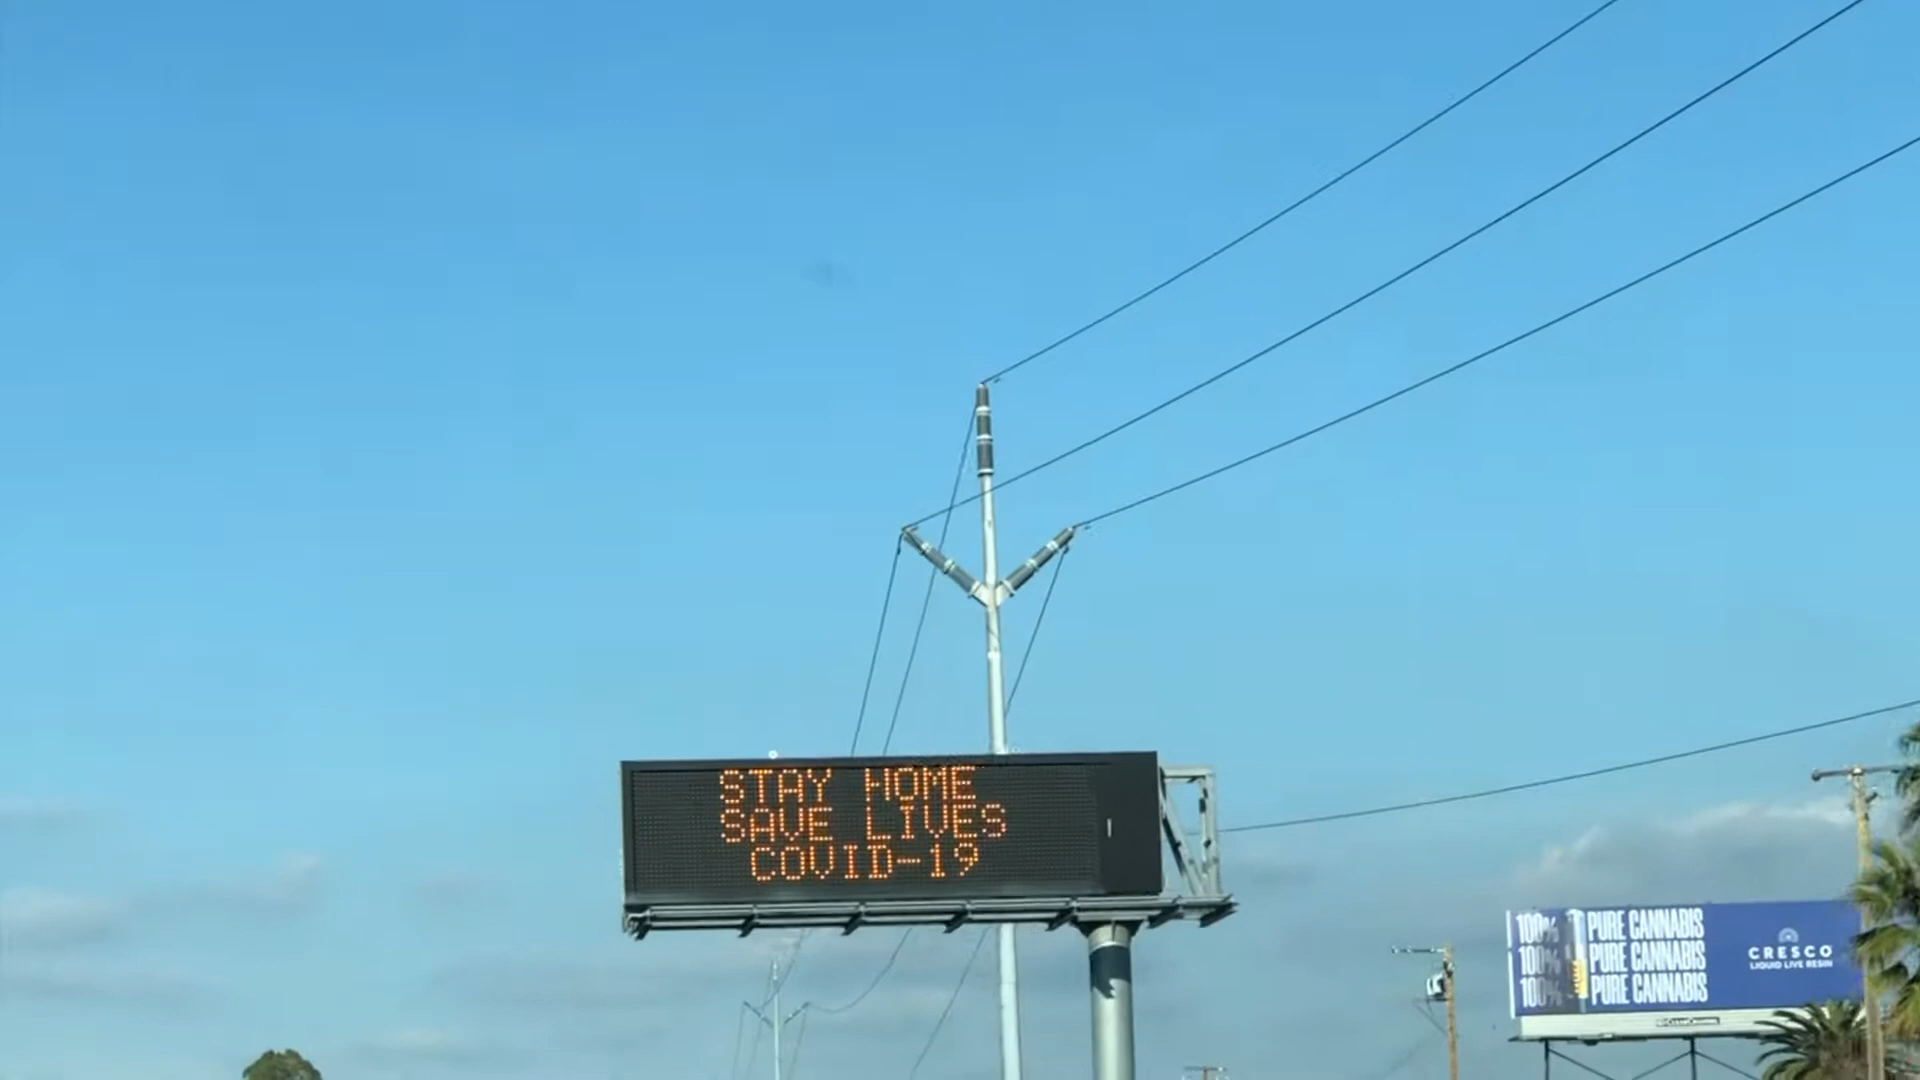 STAY HOME
SAVE LIVES
COVID-19
100% PURE CANNABIS
100% PURE CANNABIS
100% PURE CANNABIS
CRESCO
LIQUID LIVE RESIN